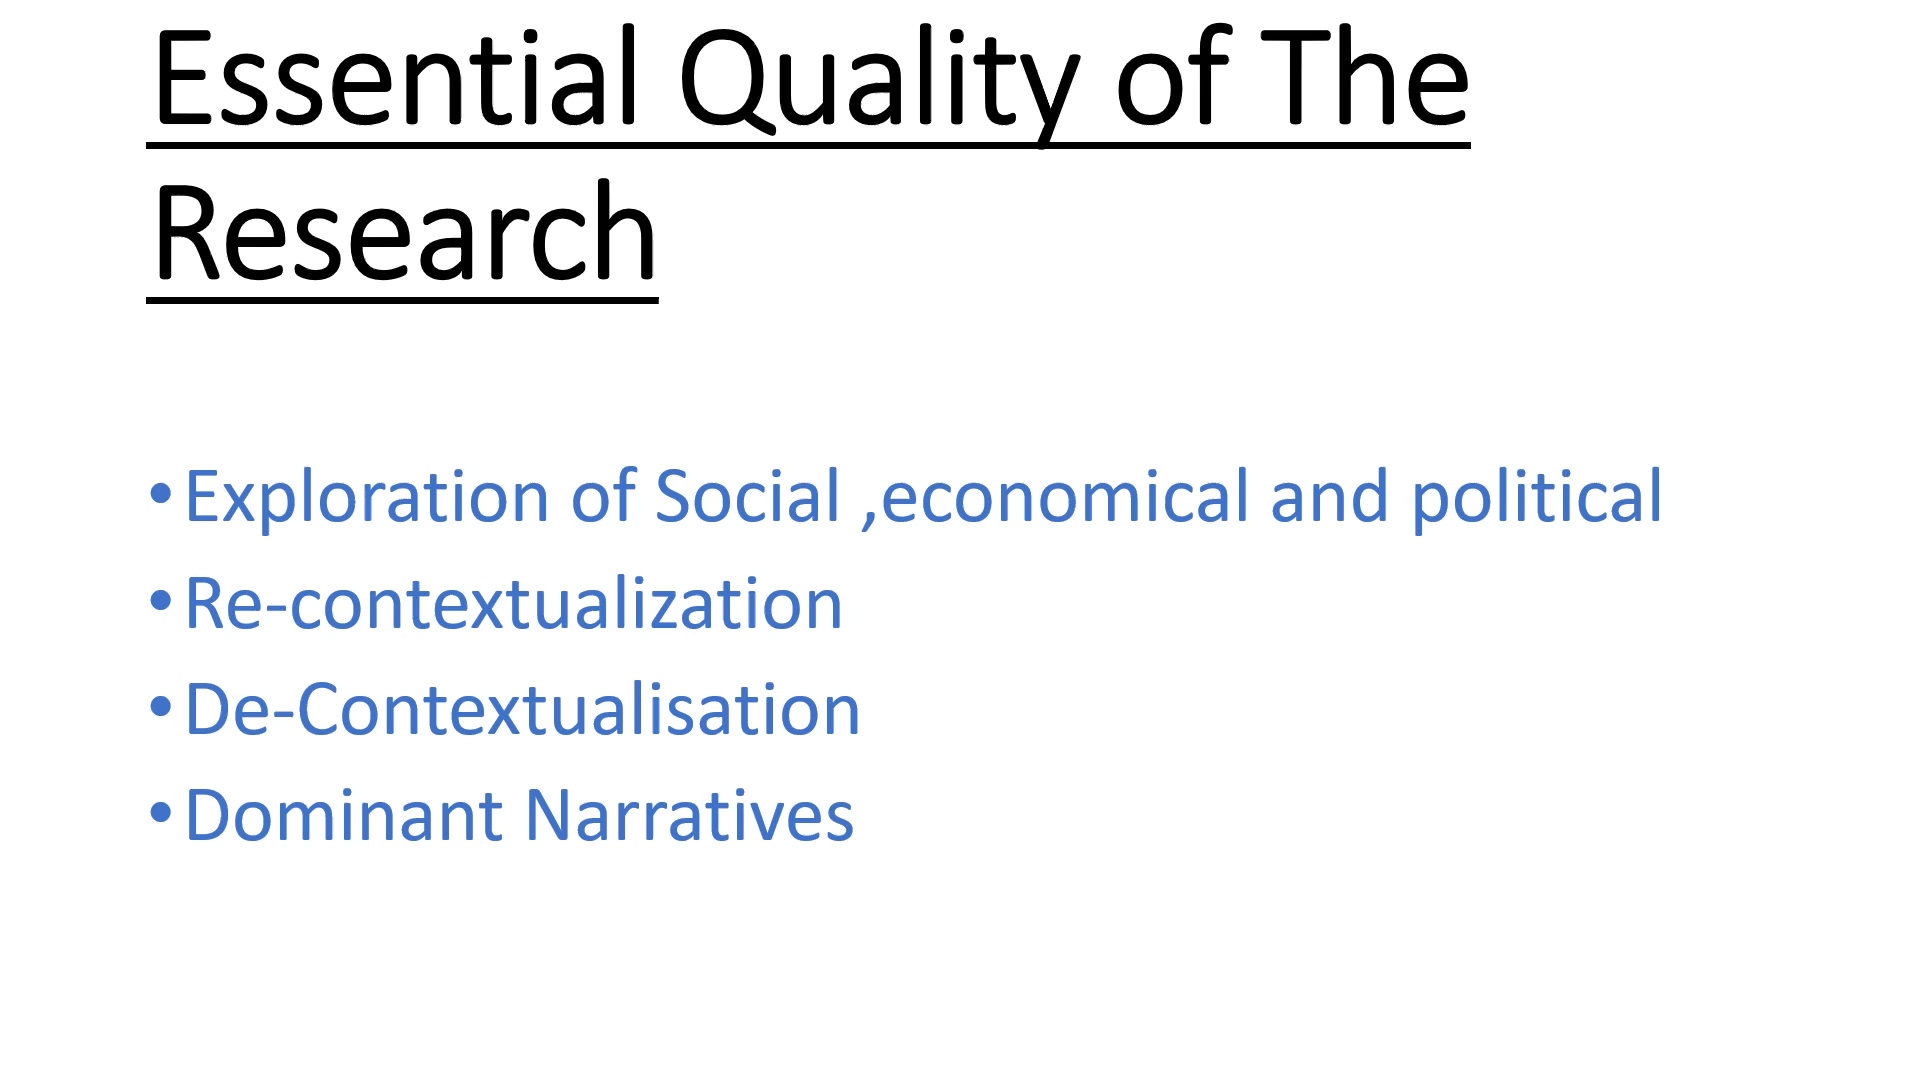 Essential Quality of The
Research
•Exploration of Social ,economical and political
•Re-contextualization
•De-Contextualisation
•Dominant Narratives